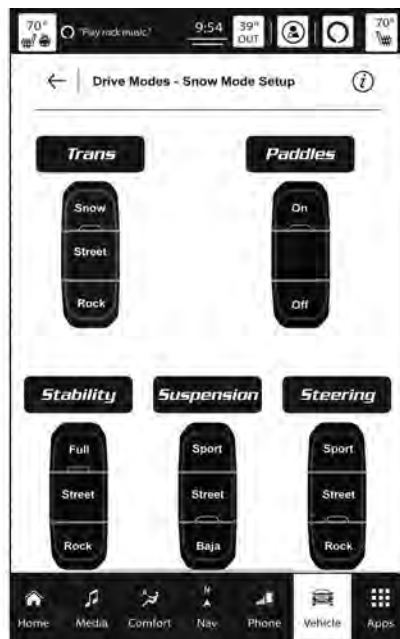 70° "Play rock music." 9:54 39° OUT 70°
Drive Modes - Snow Mode Setup i
Trans Paddles
Snow On
Street
Rock Off
Stability Suspension Steering
Full Sport Sport
Street Street Street
Rock Baja Rock
Home Media Comfort Nav Phone Vehicle Apps